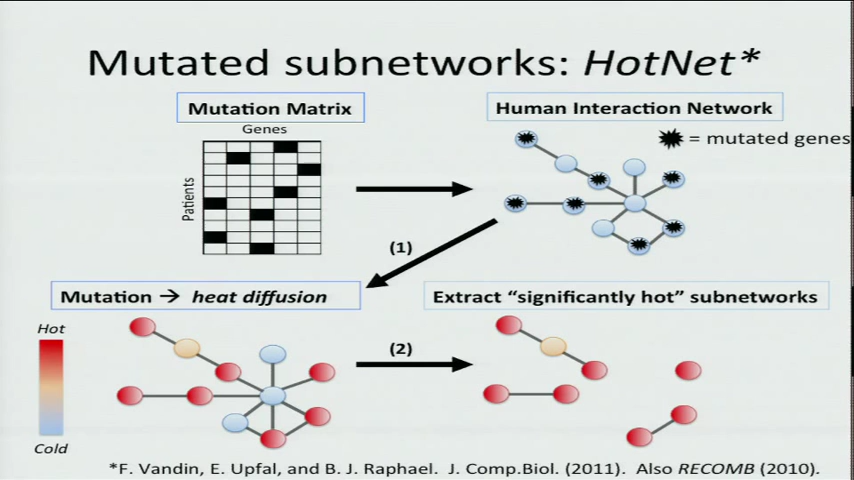 Mutated subnetworks: HotNet*
Mutation Matrix
Human Interaction Network
Genes
= mutated genes
Patients
(1)
Mutation → heat diffusion
Extract “significantly hot” subnetworks
Hot
(2)
Cold
*F. Vandin, E. Upfal, and B. J. Raphael. J. Comp.Biol. (2011). Also RECOMB (2010).